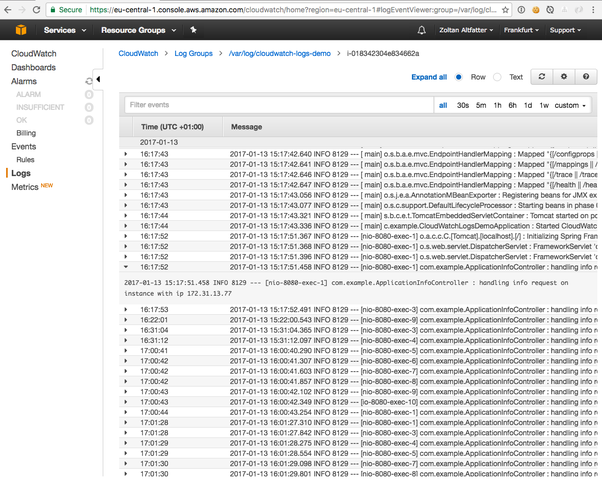 Secure https://eu-central-1.console.aws.amazon.com/cloudwatch/home?region=eu-central-1#logEventViewer:group=/var/log/cl
Services Resource Groups Zoltan Altfatter Frankfurt Support
CloudWatch
Dashboards
Alarms
ALARM 0
INSUFFICIENT 0
OK 0
Billing
Events
Rules
Logs
Metrics NEW
CloudWatch Log Groups /var/log/cloudwatch-logs-demo i-018342304e834662a
Expand all Row Text
Filter events all 30s 5m 1h 6h 1d 1w custom
Time (UTC +01:00) Message
2017-01-13
16:17:43 2017-01-13 15:17:42.640 INFO 8129 --- [ main] o.s.b.a.e.mvc.EndpointHandlerMapping : Mapped "{[/configprops
16:17:43 2017-01-13 15:17:42.641 INFO 8129 --- [ main] o.s.b.a.e.mvc.EndpointHandlerMapping : Mapped "{[/mappings ||
16:17:43 2017-01-13 15:17:42.646 INFO 8129 --- [ main] o.s.b.a.e.mvc.EndpointHandlerMapping : Mapped "{[/trace || /trace
16:17:43 2017-01-13 15:17:42.647 INFO 8129 --- [ main] o.s.b.a.e.mvc.EndpointHandlerMapping : Mapped "{[/health || /hea
16:17:43 2017-01-13 15:17:43.056 INFO 8129 --- [ main] o.s.j.e.a.AnnotationMBeanExporter : Registering beans for JMX ex
16:17:43 2017-01-13 15:17:43.077 INFO 8129 --- [ main] o.s.c.support.DefaultLifecycleProcessor : Starting beans in phase
16:17:44 2017-01-13 15:17:43.321 INFO 8129 --- [ main] s.b.c.e.t.TomcatEmbeddedServletContainer : Tomcat started on po
16:17:44 2017-01-13 15:17:43.336 INFO 8129 --- [ main] c.example.CloudWatchLogsDemoApplication : Started CloudWatc
16:17:52 2017-01-13 15:17:51.367 INFO 8129 --- [nio-8080-exec-1] o.a.c.c.C.[Tomcat].[localhost].[/] : Initializing Spring Fram
16:17:52 2017-01-13 15:17:51.368 INFO 8129 --- [nio-8080-exec-1] o.s.web.servlet.DispatcherServlet : FrameworkServlet 'd
16:17:52 2017-01-13 15:17:51.396 INFO 8129 --- [nio-8080-exec-1] o.s.web.servlet.DispatcherServlet : FrameworkServlet 'd
16:17:52 2017-01-13 15:17:51.458 INFO 8129 --- [nio-8080-exec-1] com.example.ApplicationInfoController : handling info re
2017-01-13 15:17:51.458 INFO 8129 --- [nio-8080-exec-1] com.example.ApplicationInfoController : handling info request on
instance with ip 172.31.13.77
16:17:53 2017-01-13 15:17:52.491 INFO 8129 --- [nio-8080-exec-3] com.example.ApplicationInfoController : handling info re
16:22:01 2017-01-13 15:22:00.543 INFO 8129 --- [nio-8080-exec-9] com.example.ApplicationInfoController : handling info re
16:31:04 2017-01-13 15:31:04.365 INFO 8129 --- [nio-8080-exec-3] com.example.ApplicationInfoController : handling info re
16:31:12 2017-01-13 15:31:12.097 INFO 8129 --- [nio-8080-exec-4] com.example.ApplicationInfoController : handling info re
17:00:41 2017-01-13 16:00:40.290 INFO 8129 --- [nio-8080-exec-5] com.example.ApplicationInfoController : handling info re
17:00:42 2017-01-13 16:00:41.307 INFO 8129 --- [nio-8080-exec-6] com.example.ApplicationInfoController : handling info re
17:00:42 2017-01-13 16:00:41.603 INFO 8129 --- [nio-8080-exec-7] com.example.ApplicationInfoController : handling info re
17:00:42 2017-01-13 16:00:41.857 INFO 8129 --- [nio-8080-exec-8] com.example.ApplicationInfoController : handling info re
17:00:43 2017-01-13 16:00:42.102 INFO 8129 --- [nio-8080-exec-9] com.example.ApplicationInfoController : handling info re
17:00:43 2017-01-13 16:00:42.349 INFO 8129 --- [io-8080-exec-10] com.example.ApplicationInfoController : handling info re
17:00:44 2017-01-13 16:00:43.254 INFO 8129 --- [nio-8080-exec-1] com.example.ApplicationInfoController : handling info re
17:01:28 2017-01-13 16:01:27.310 INFO 8129 --- [nio-8080-exec-2] com.example.ApplicationInfoController : handling info re
17:01:28 2017-01-13 16:01:27.842 INFO 8129 --- [nio-8080-exec-3] com.example.ApplicationInfoController : handling info re
17:01:29 2017-01-13 16:01:28.275 INFO 8129 --- [nio-8080-exec-4] com.example.ApplicationInfoController : handling info re
17:01:29 2017-01-13 16:01:28.554 INFO 8129 --- [nio-8080-exec-5] com.example.ApplicationInfoController : handling info re
17:01:30 2017-01-13 16:01:29.098 INFO 8129 --- [nio-8080-exec-7] com.example.ApplicationInfoController : handling info re
17:01:30 2017-01-13 16:01:29.801 INFO 8129 --- [nio-8080-exec-8] com.example.ApplicationInfoController : handling info re